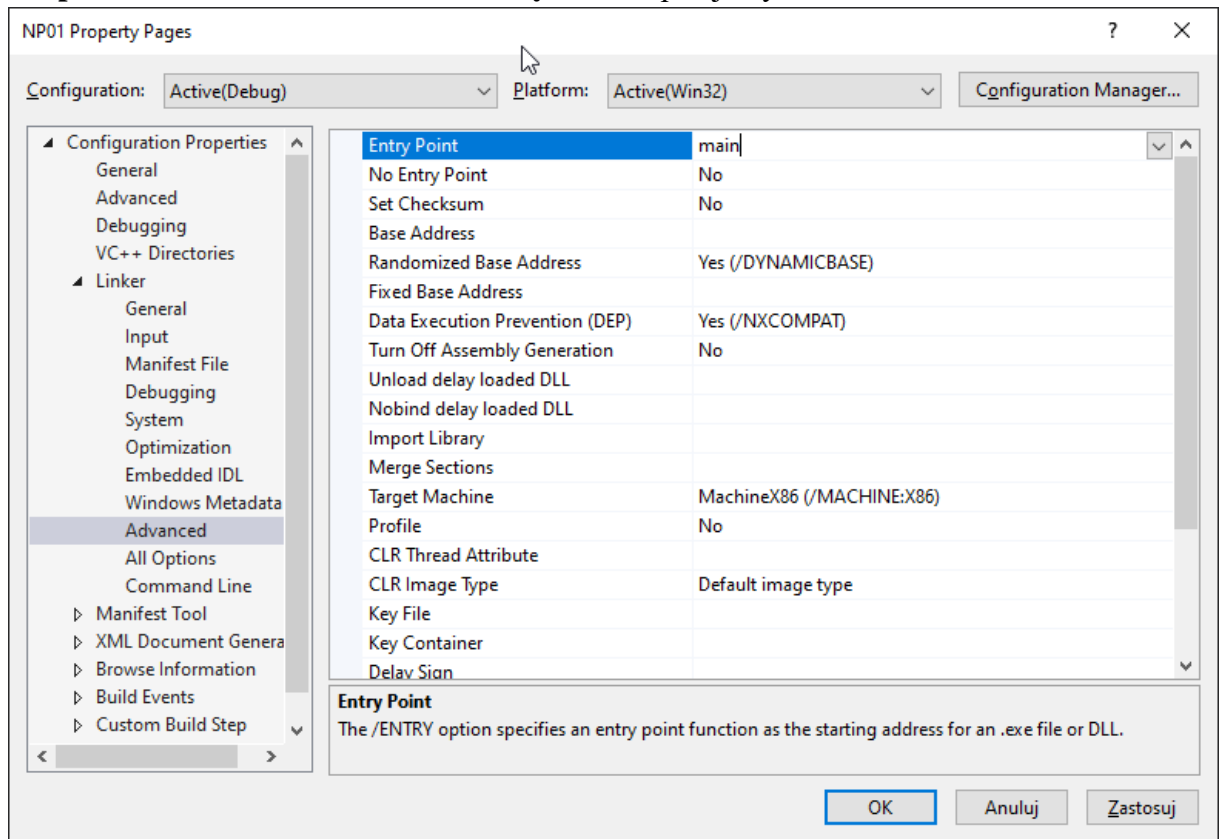 NP01 Property Pages
? ×
Configuration: Active(Debug) Platform: Active(Win32) Configuration Manager...
Configuration Properties
General
Advanced
Debugging
VC++ Directories
Linker
General
Input
Manifest File
Debugging
System
Optimization
Embedded IDL
Windows Metadata
Advanced
All Options
Command Line
Manifest Tool
XML Document Genera
Browse Information
Build Events
Custom Build Step
Entry Point main
No Entry Point No
Set Checksum No
Base Address
Randomized Base Address Yes (/DYNAMICBASE)
Fixed Base Address
Data Execution Prevention (DEP) Yes (/NXCOMPAT)
Turn Off Assembly Generation No
Unload delay loaded DLL
Nobind delay loaded DLL
Import Library
Merge Sections
Target Machine MachineX86 (/MACHINE:X86)
Profile No
CLR Thread Attribute
CLR Image Type Default image type
Key File
Key Container
Delay Sign
Entry Point
The /ENTRY option specifies an entry point function as the starting address for an .exe file or DLL.
OK Anuluj Zastosuj